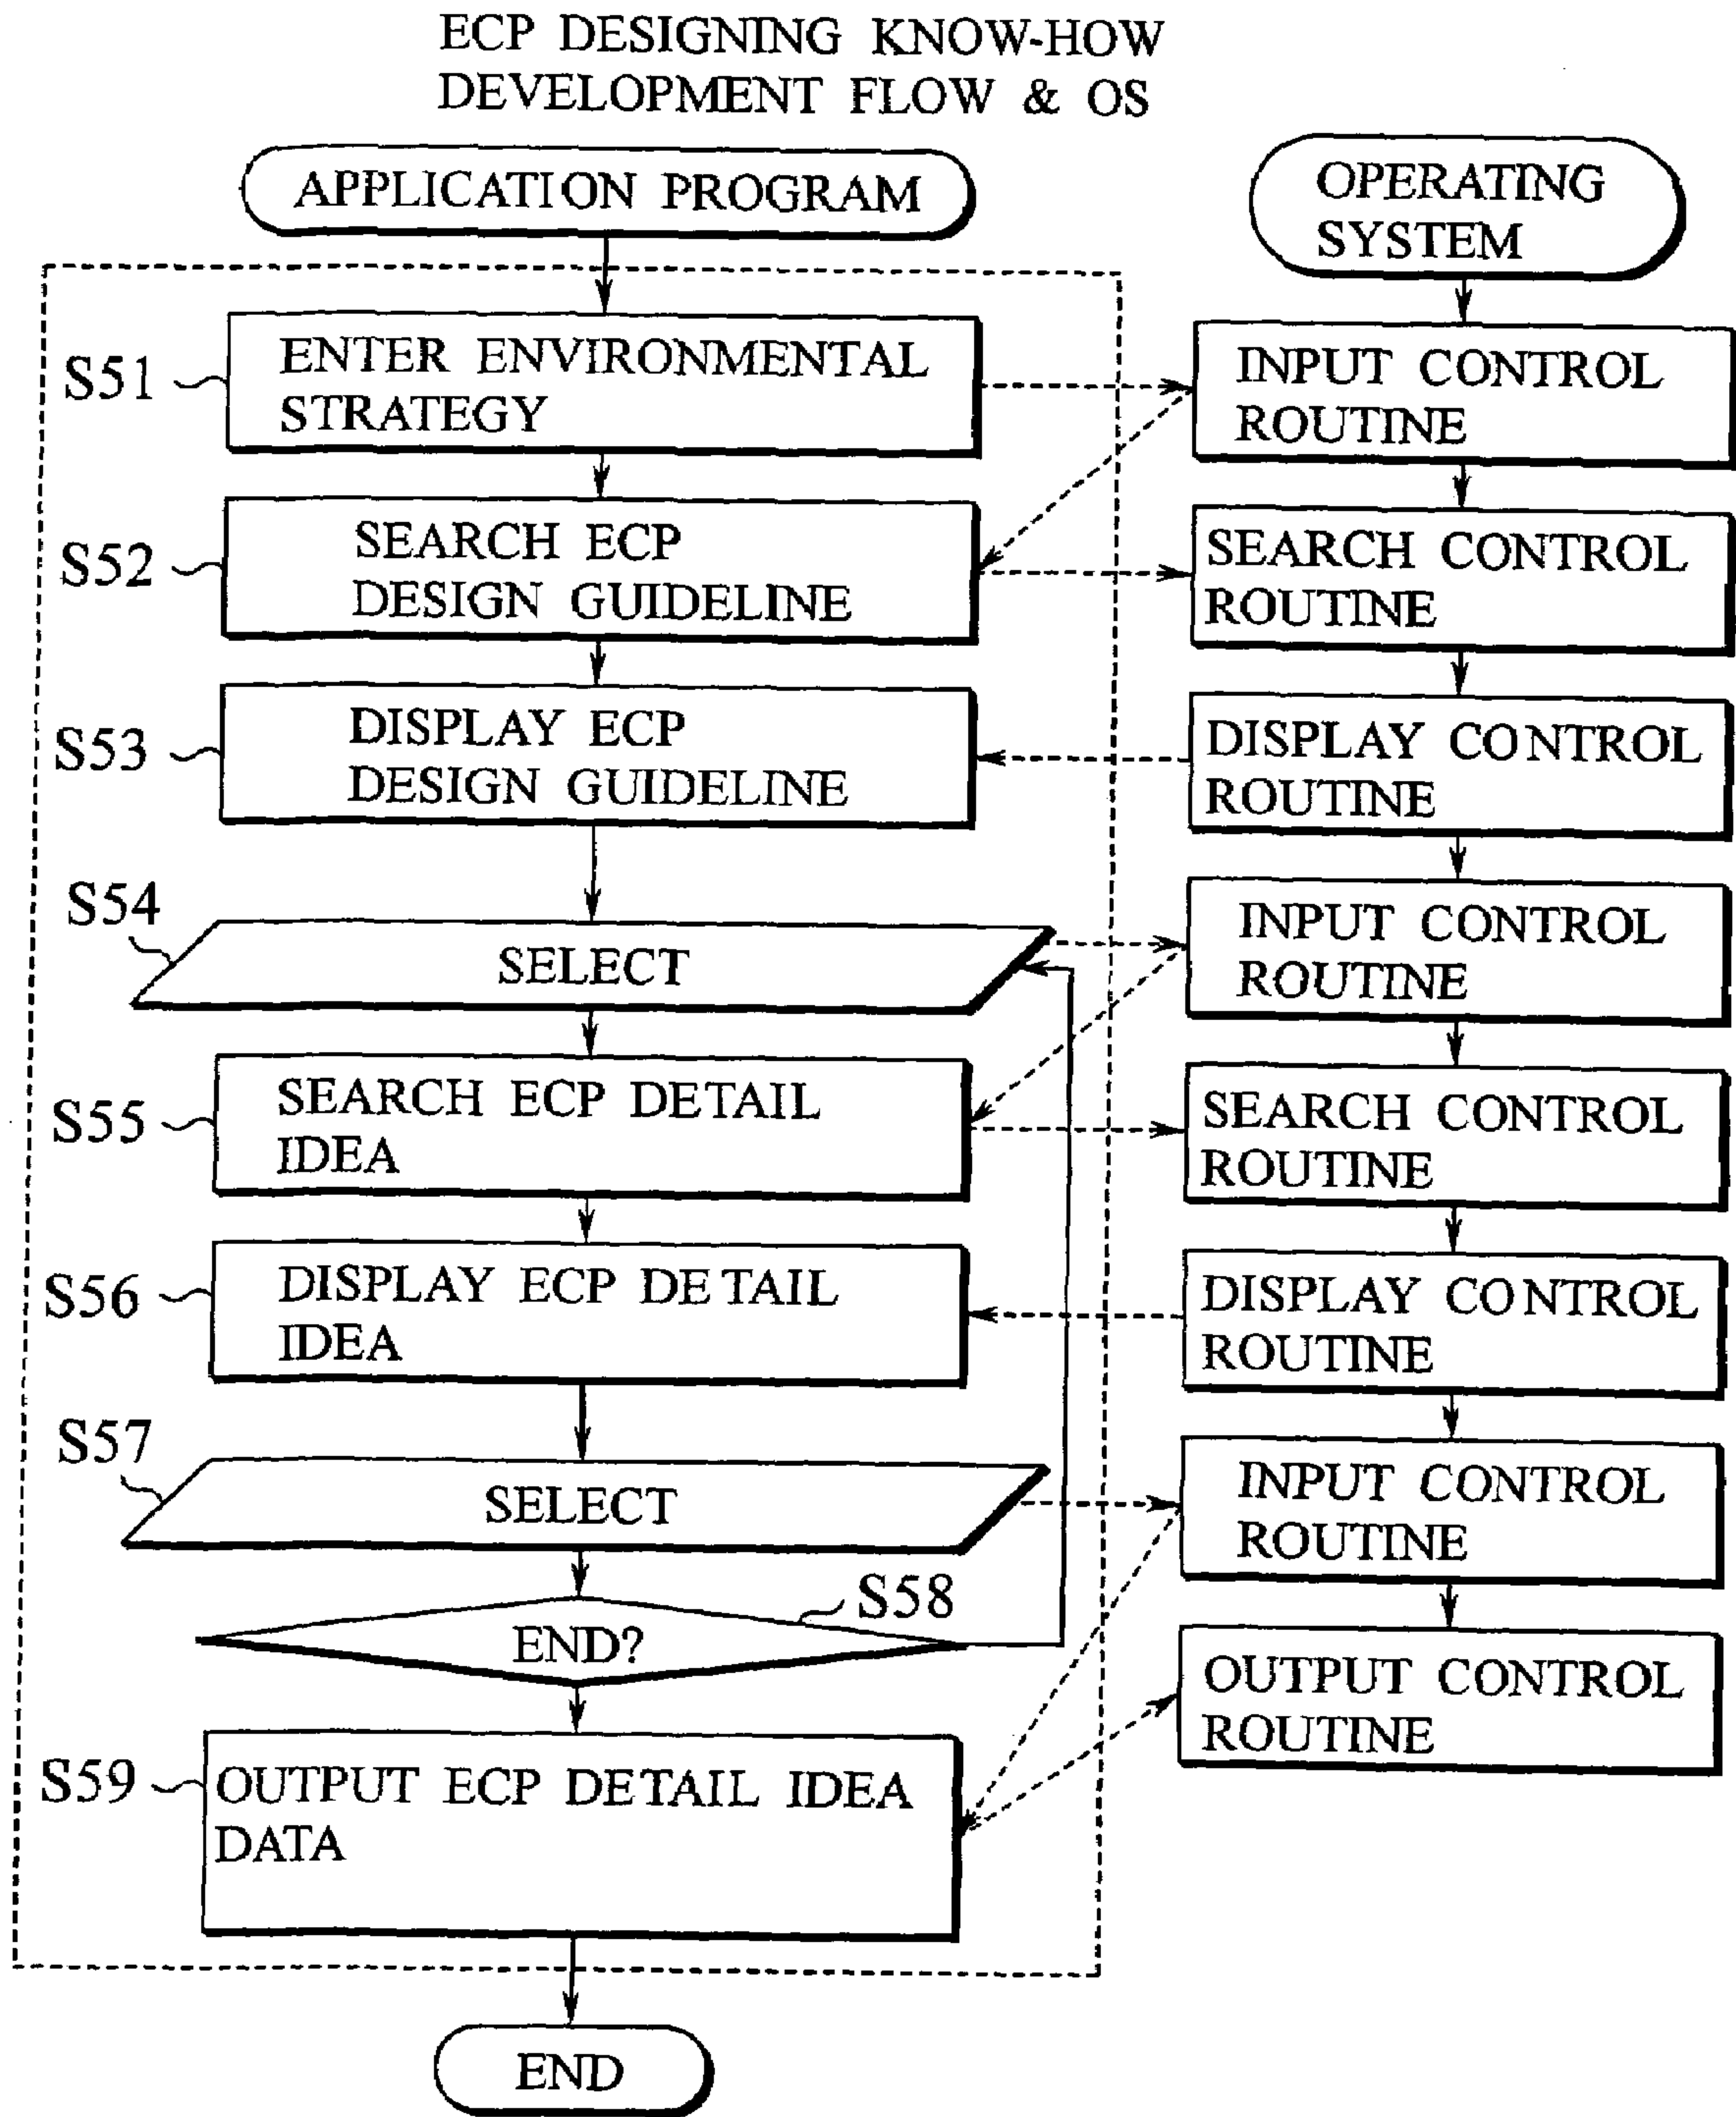 ECP DESIGNING KNOW-HOW
DEVELOPMENT FLOW & OS
APPLICATION PROGRAM
S51
ENTER ENVIRONMENTAL
STRATEGY
S52
SEARCH ECP
DESIGN GUIDELINE
S53
DISPLAY ECP
DESIGN GUIDELINE
S54
SELECT
S55
SEARCH ECP DETAIL
IDEA
S56
DISPLAY ECP DETAIL
IDEA
S57
SELECT
S58
END?
S59
OUTPUT ECP DETAIL IDEA
DATA
END
OPERATING
SYSTEM
INPUT CONTROL
ROUTINE
SEARCH CONTROL
ROUTINE
DISPLAY CONTROL
ROUTINE
INPUT CONTROL
ROUTINE
SEARCH CONTROL
ROUTINE
DISPLAY CONTROL
ROUTINE
INPUT CONTROL
ROUTINE
OUTPUT CONTROL
ROUTINE